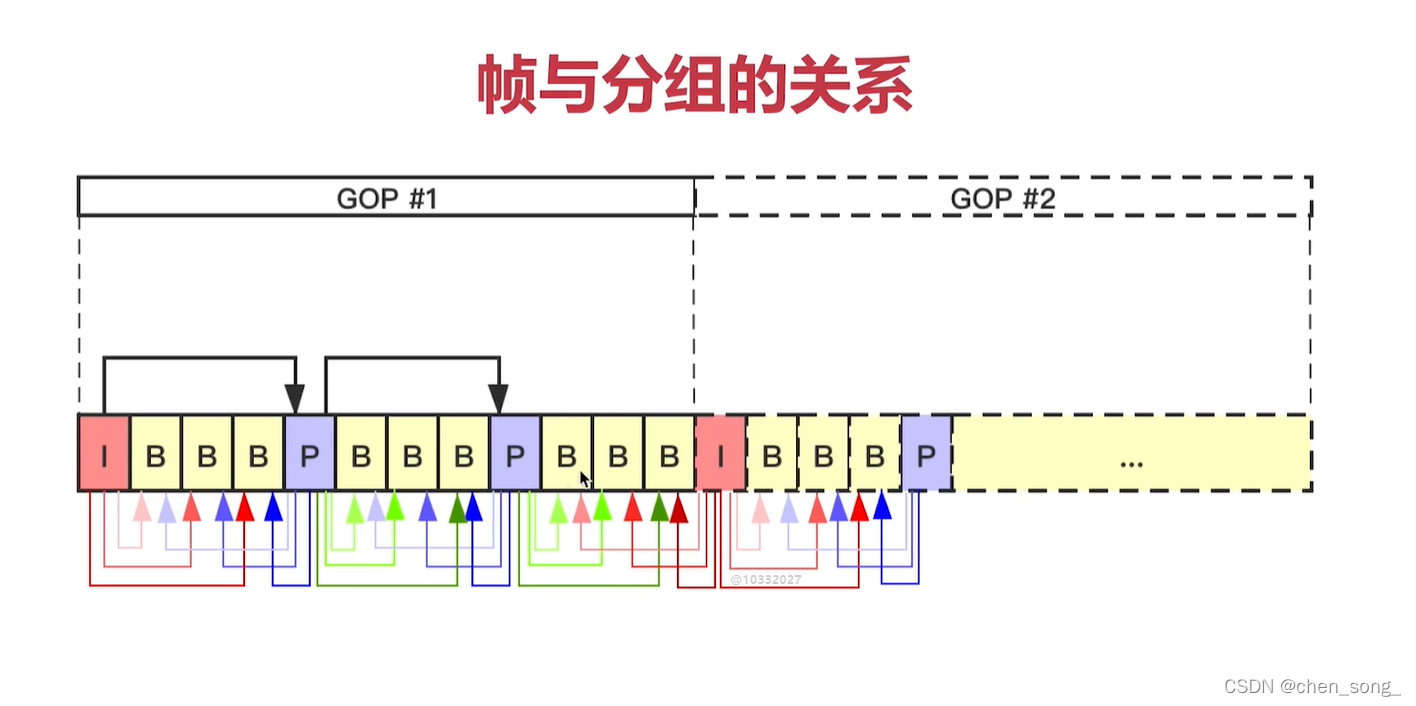 帧与分组的关系
GOP #1 GOP #2
I B B B P B B B P B B B I B B B P ...
@10332027
CSDN @chen_song_